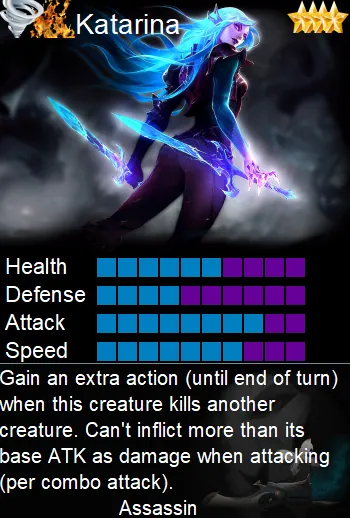 Katarina
Health
Defense
Attack
Speed
Gain an extra action (until end of turn)
when this creature kills another
creature. Can't inflict more than its
base ATK as damage when attacking
(per combo attack).
Assassin